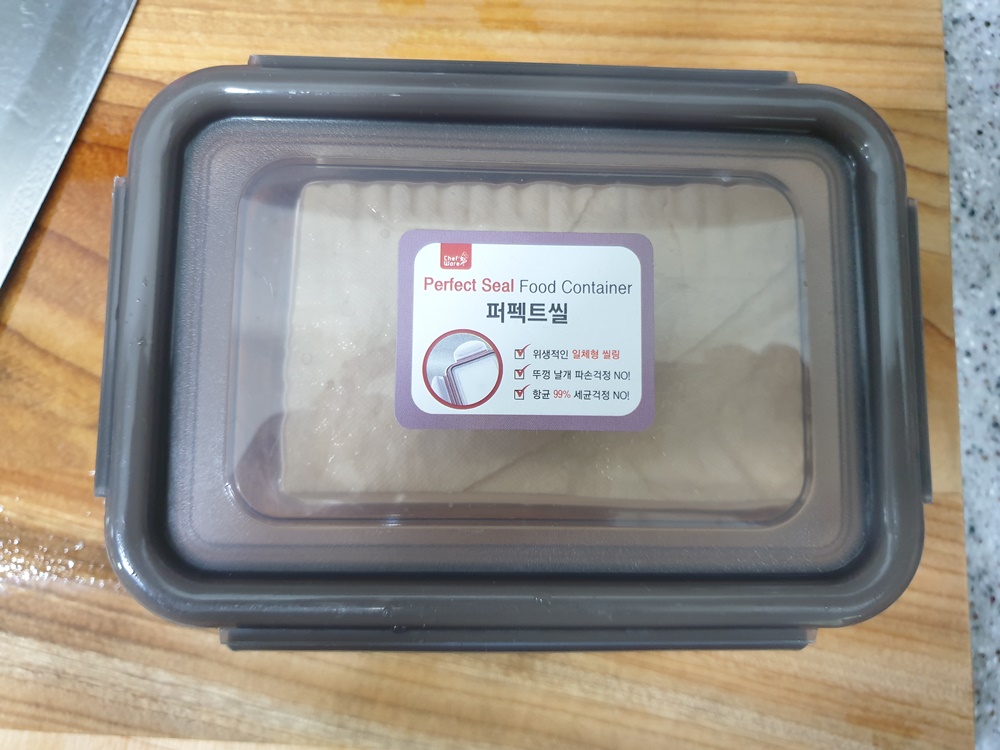 Chef
Ware
Perfect Seal Food Container
퍼펙트씰
위생적인 일체형 씰링
뚜껑 날개 파손걱정 NO!
항균 99% 세균걱정 NO!